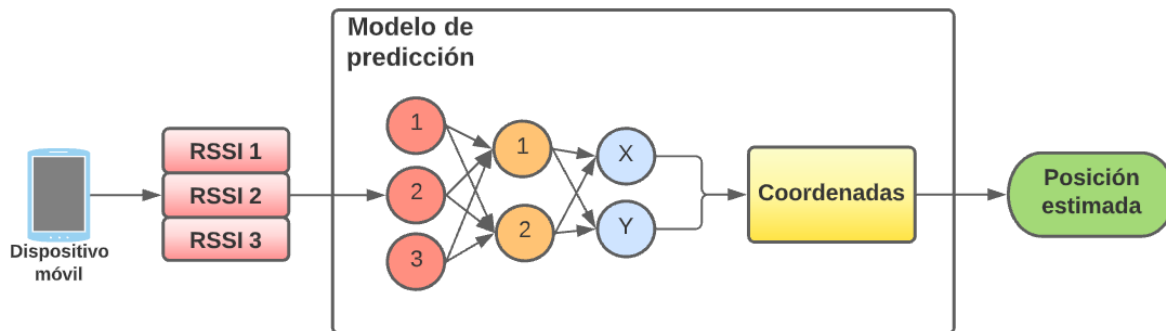 Modelo de
predicción
Dispositivo
móvil
RSSI 1
RSSI 2
RSSI 3
1
2
3
1
2
X
Y
Coordenadas
Posición
estimada